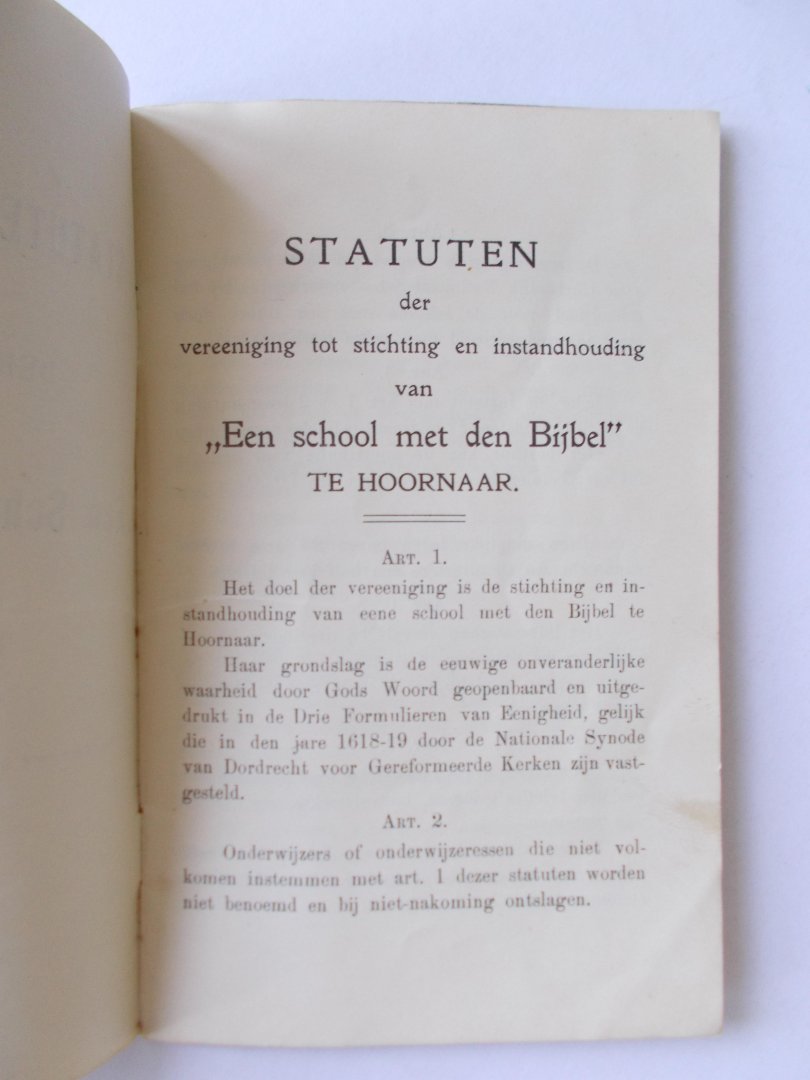 STATUTEN
der
vereeniging tot stichting en instandhouding
van
„Een school met den Bijbel”
TE HOORNAAR.
ART. 1.
Het doel der vereeniging is de stichting en in-
standhouding van eene school met den Bijbel te
Hoornaar.
Haar grondslag is de eeuwige onveranderlijke
waarheid door Gods Woord geopenbaard en uitge-
drukt in de Drie Formulieren van Eenigheid, gelijk
die in den jare 1618-19 door de Nationale Synode
van Dordrecht voor Gereformeerde Kerken zijn vast-
gesteld.
ART. 2.
Onderwijzers of onderwijzeressen die niet vol-
komen instemmen met art. 1 dezer statuten worden
niet benoemd en bij niet-nakoming ontslagen.